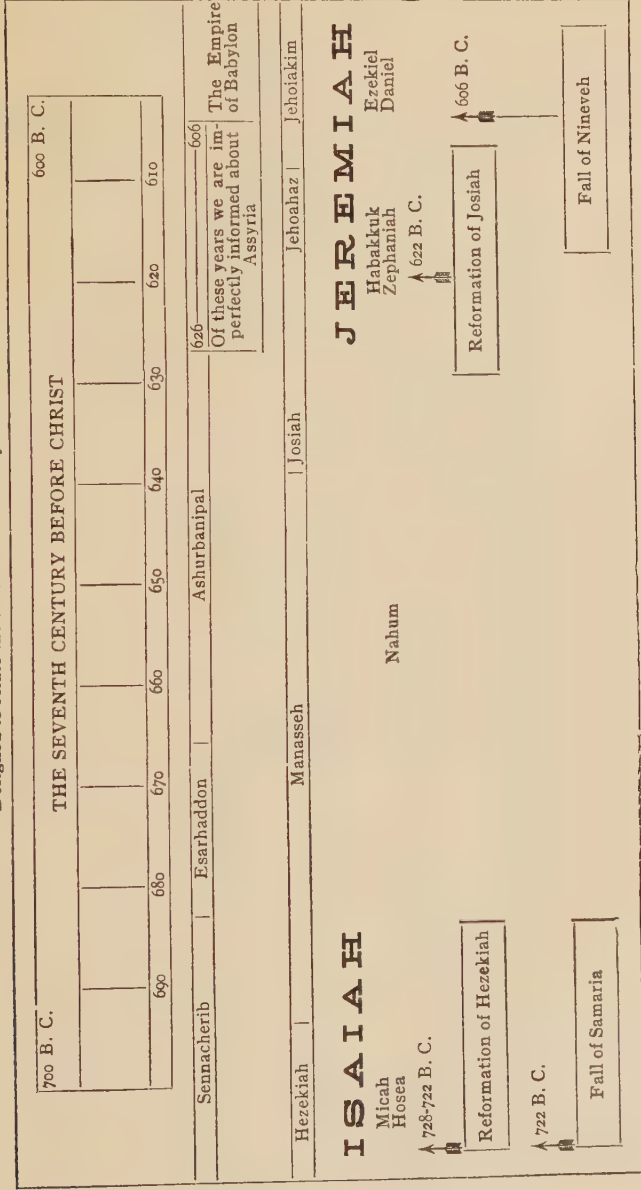 700 B. C. 600 B. C.
THE SEVENTH CENTURY BEFORE CHRIST
690 680 670 660 650 640 630 620 610
626 606
Sennacherib | Esarhaddon | Ashurbanipal
Of these years we are im-
perfectly informed about
Assyria
The Empire
of Babylon
Hezekiah | Manasseh | Josiah | Jehoahaz | Jehoiakim
ISAIAH
Micah
Hosea
Nahum
JEREMIAH
Habakkuk
Zephaniah
Ezekiel
Daniel
728-722 B. C.
Reformation of Hezekiah
622 B. C.
Reformation of Josiah
606 B. C.
722 B. C.
Fall of Samaria
Fall of Nineveh